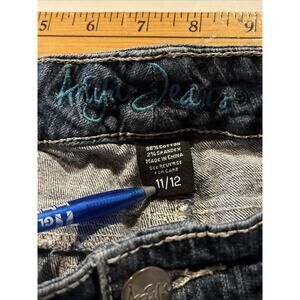 5 6 7 8 9
Jeans
98% COTTON
2% SPANDEX
MADE IN CHINA
SEE REVERSE
FOR CARE
11/12